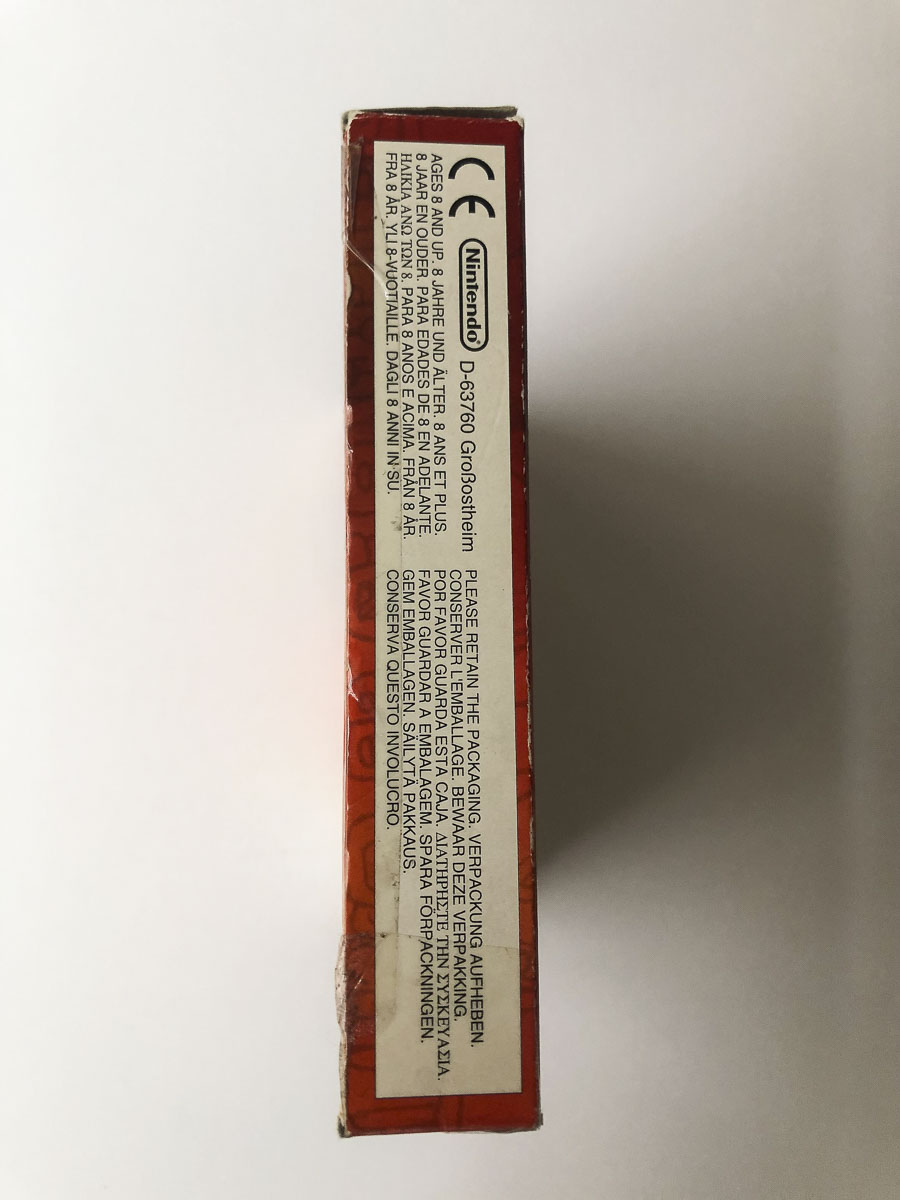 CE Nintendo® D-63760 Großostheim
AGES 8 AND UP. 8 JAHRE UND ÄLTER. 8 ANS ET PLUS.
8 JAAR EN OUDER. PARA EDADES DE 8 EN ADELANTE.
ΗΛΙΚΙΑ ΑΝΩ ΤΩΝ 8. PARA 8 ANOS E ACIMA. FRÅN 8 ÅR.
FRA 8 ÅR. YLI 8-VUOTIAILLE. DAGLI 8 ANNI IN SU.
PLEASE RETAIN THE PACKAGING. VERPACKUNG AUFHEBEN.
CONSERVER L'EMBALLAGE. BEWAAR DEZE VERPAKKING.
POR FAVOR GUARDA ESTA CAJA. ΔΙΑΤΗΡΗΣΤΕ ΤΗΝ ΣΥΣΚΕΥΑΣΙΑ.
FAVOR GUARDAR A EMBALAGEM. SPARA FÖRPACKNINGEN.
GEM EMBALLAGEN. SÄILYTÄ PAKKAUS.
CONSERVA QUESTO INVOLUCRO.